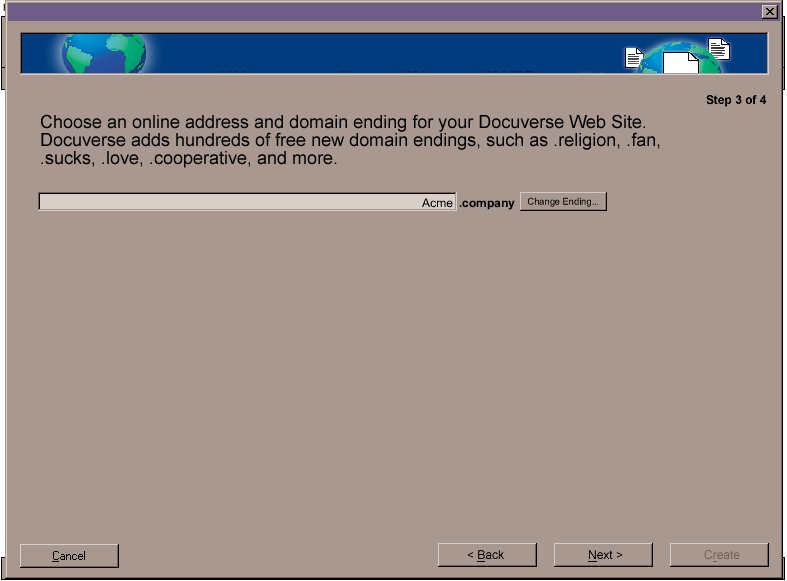 Step 3 of 4
Choose an online address and domain ending for your Docuverse Web Site.
Docuverse adds hundreds of free new domain endings, such as .religion, .fan,
.sucks, .love, .cooperative, and more.
Acme .company Change Ending...
Cancel < Back Next > Create